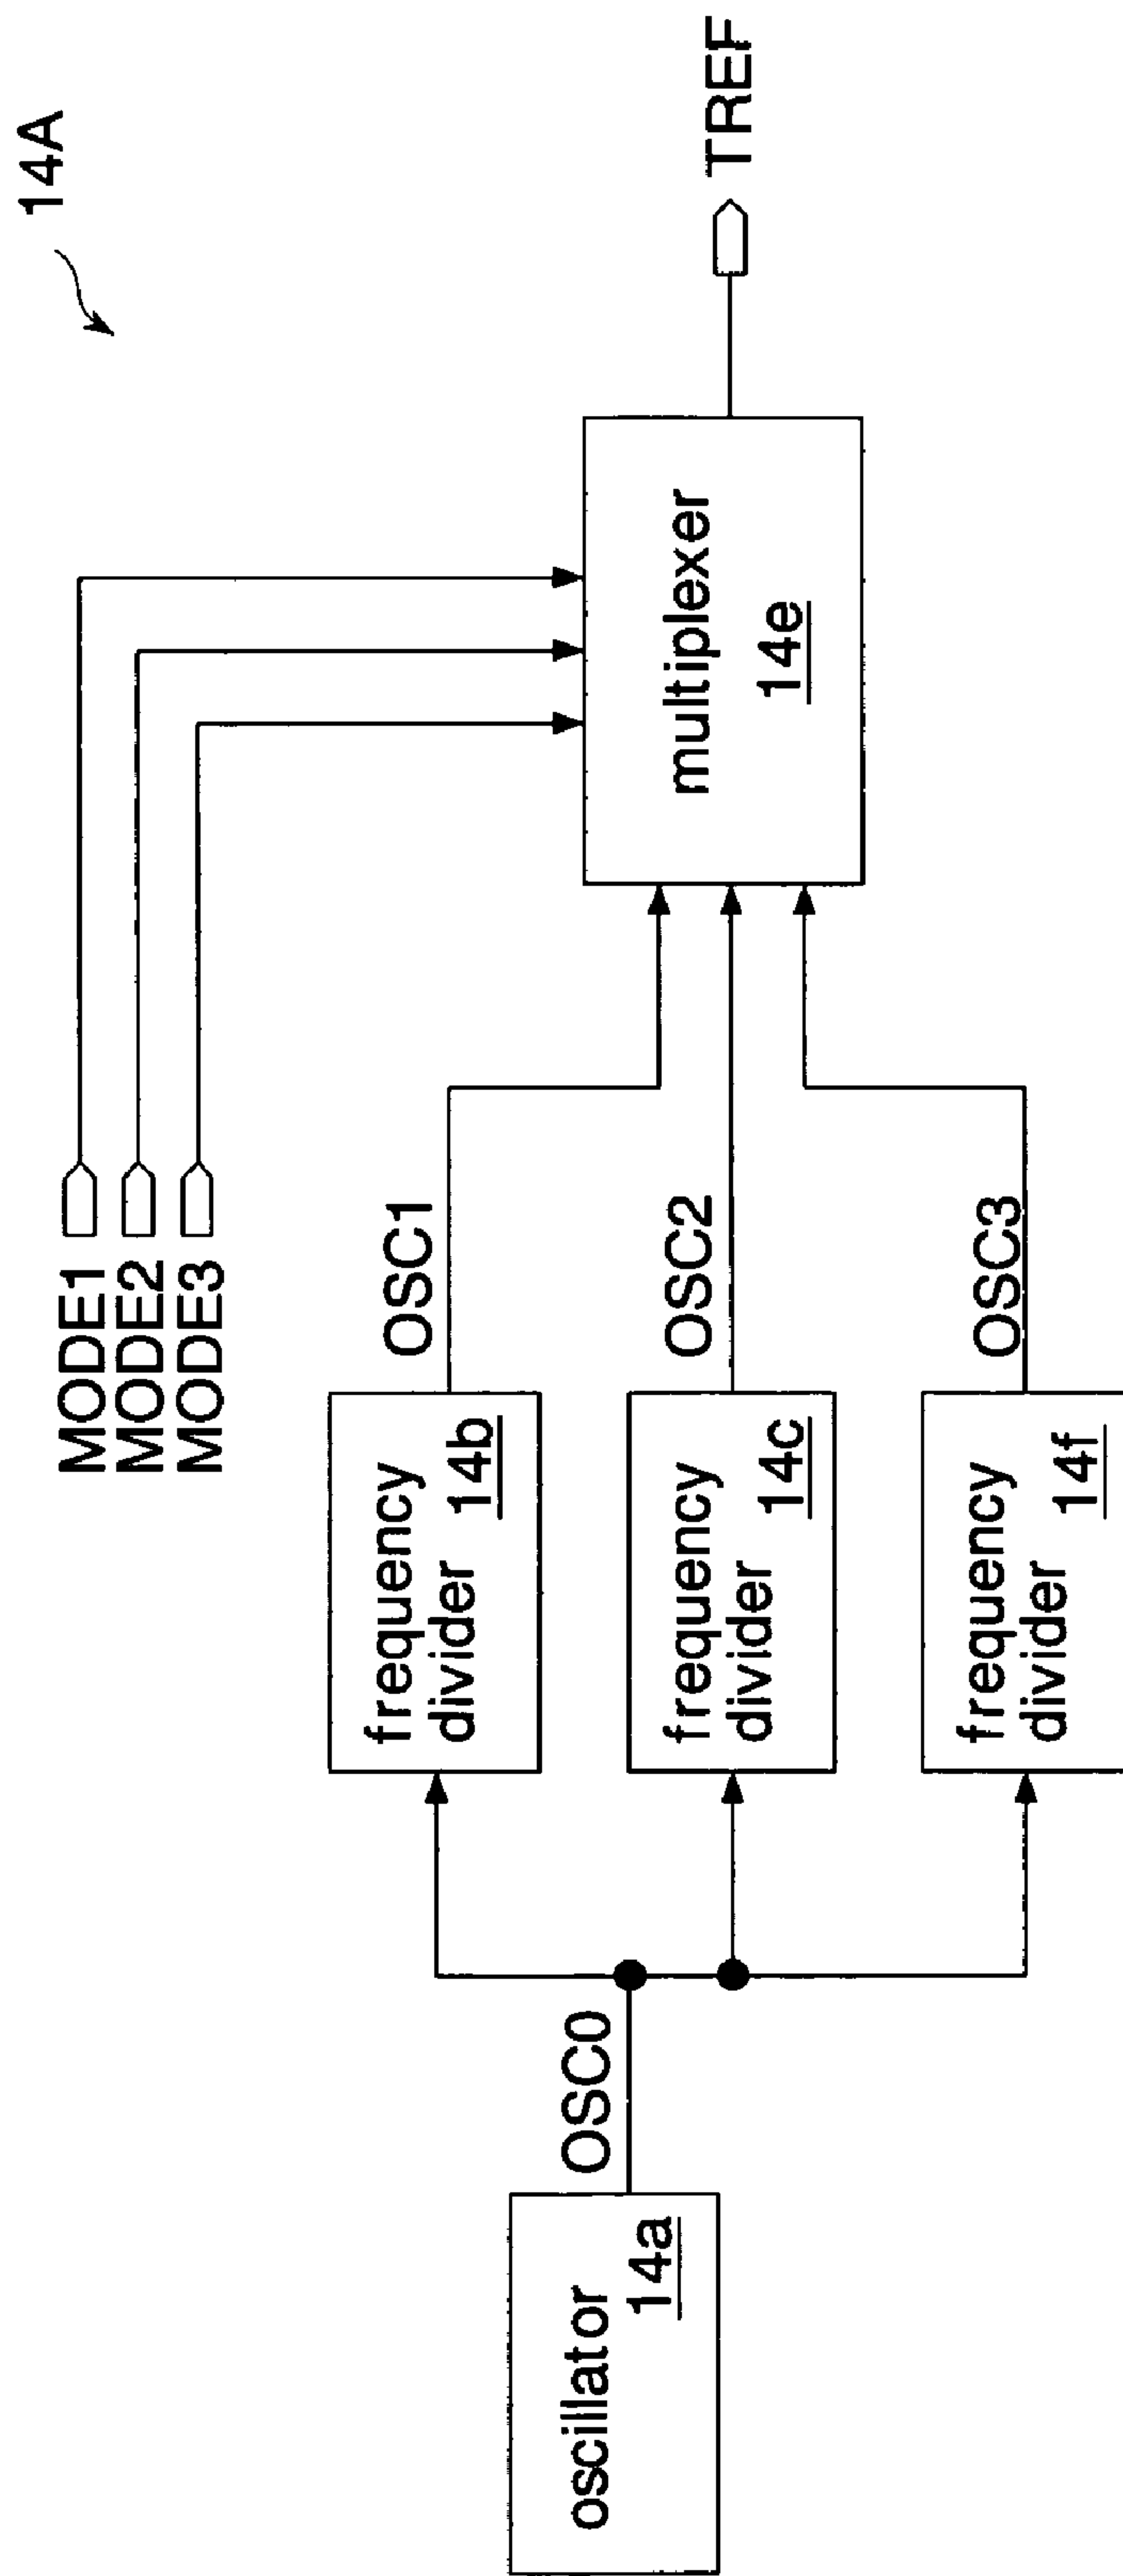 14A
MODE1
MODE2
MODE3
TREF
oscillator
14a
OSC0
frequency
divider
14b
OSC1
frequency
divider
14c
OSC2
frequency
divider
14f
OSC3
multiplexer
14e